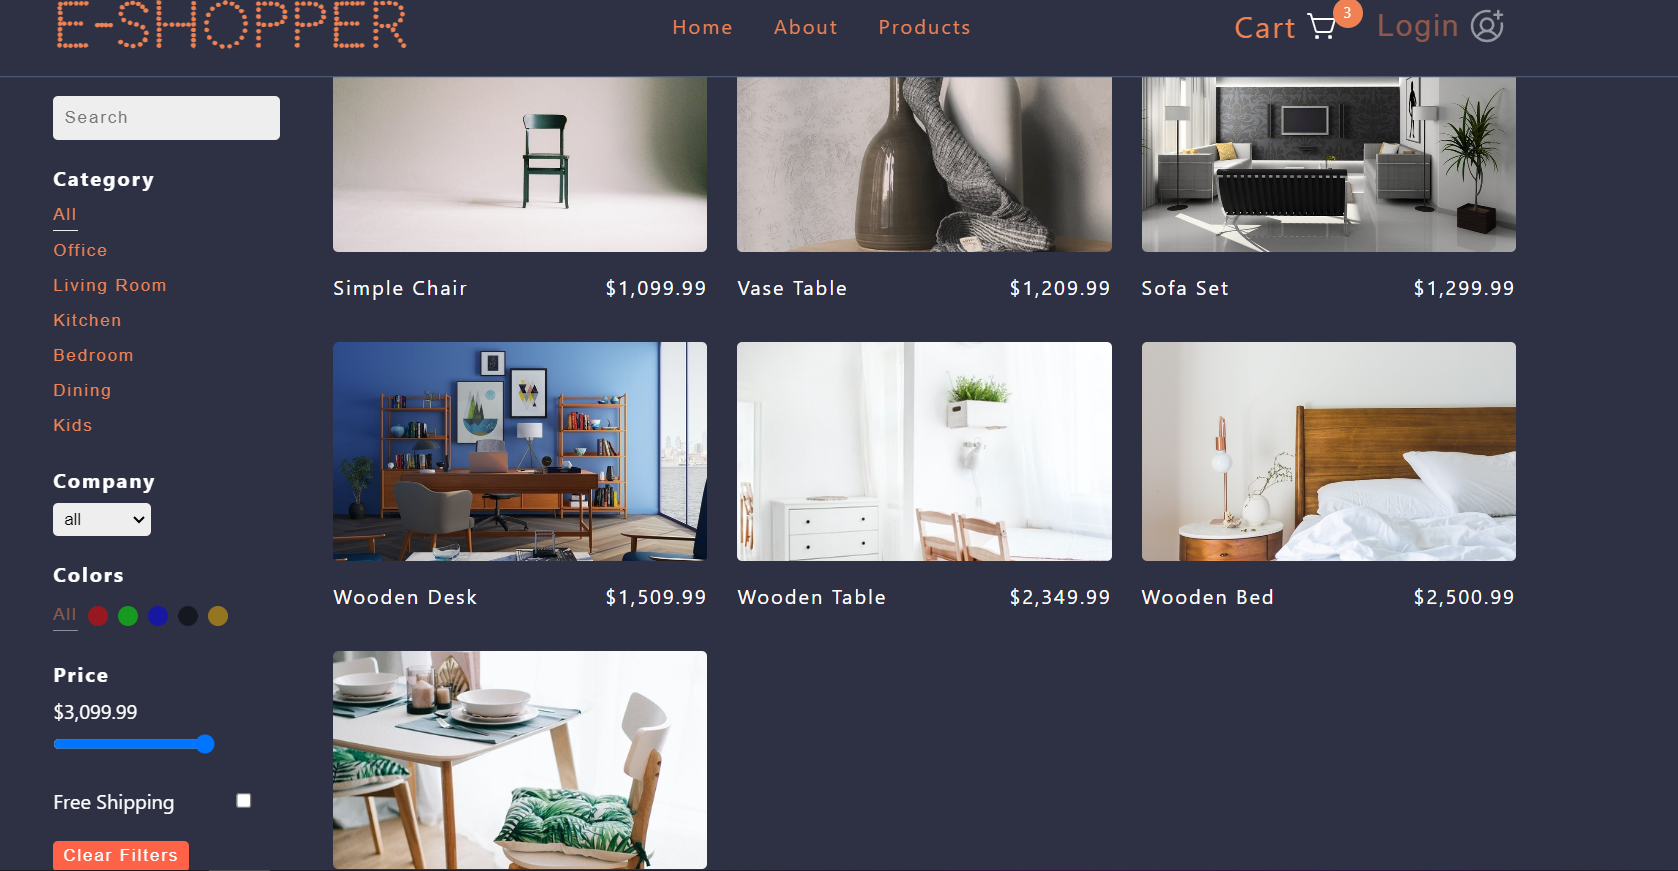 E-SHOPPER
Home About Products
Cart 3 Login
Search
Category
All
Office
Living Room
Kitchen
Bedroom
Dining
Kids
Company
all
Colors
All
Price
$3,099.99
Free Shipping
Clear Filters
Simple Chair $1,099.99
Vase Table $1,209.99
Sofa Set $1,299.99
Wooden Desk $1,509.99
Wooden Table $2,349.99
Wooden Bed $2,500.99